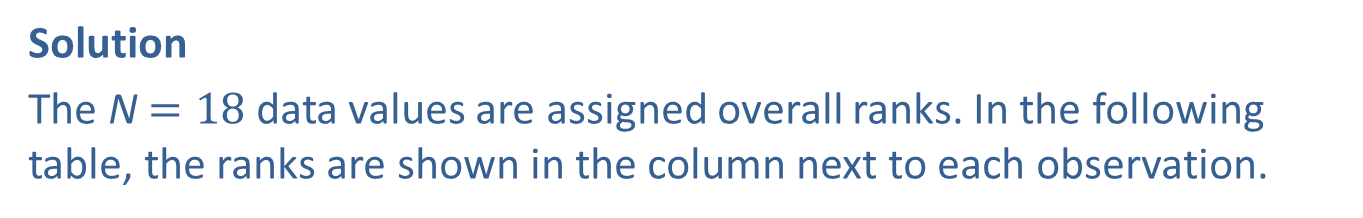 Solution
The N = 18 data values are assigned overall ranks. In the following
table, the ranks are shown in the column next to each observation.